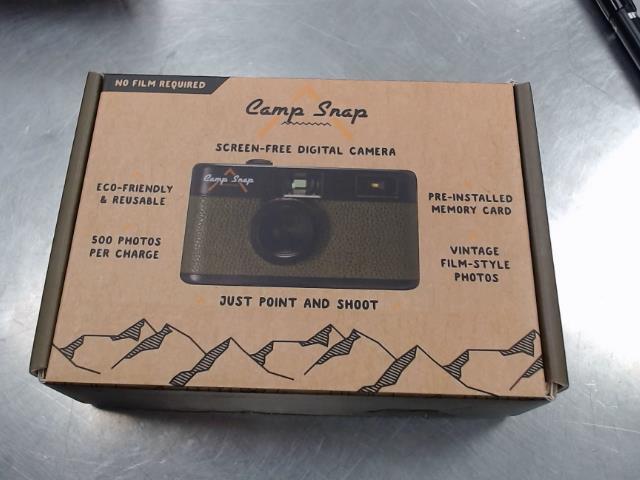 NO FILM REQUIRED
Camp Snap
SCREEN-FREE DIGITAL CAMERA
Camp Snap
ECO-FRIENDLY
& REUSABLE
500 PHOTOS
PER CHARGE
PRE-INSTALLED
MEMORY CARD
VINTAGE
FILM-STYLE
PHOTOS
JUST POINT AND SHOOT